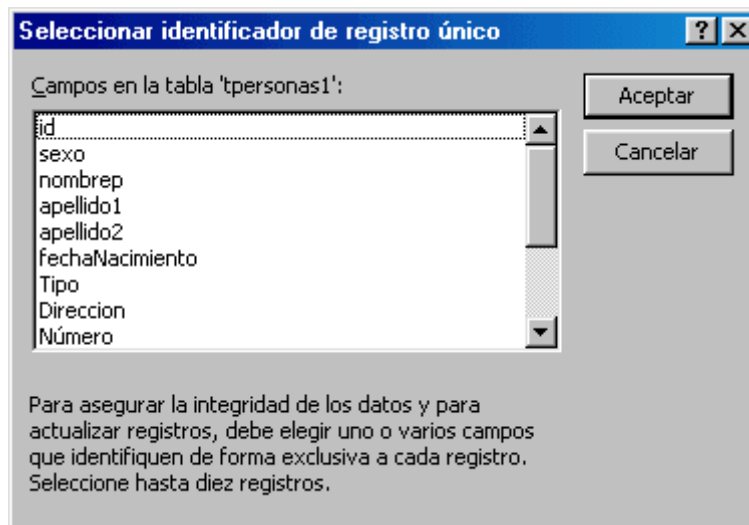 Seleccionar identificador de registro único
Campos en la tabla 'tpersonas1':
Aceptar
id
Cancelar
sexo
nombrep
apellido1
apellido2
fechaNacimiento
Tipo
Direccion
Número
Para asegurar la integridad de los datos y para
actualizar registros, debe elegir uno o varios campos
que identifiquen de forma exclusiva a cada registro.
Seleccione hasta diez registros.